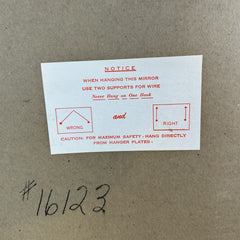 NOTICE
WHEN HANGING THIS MIRROR
USE TWO SUPPORTS FOR WIRE
Never Hang on One Hook
and
WRONG
RIGHT
CAUTION: FOR MAXIMUM SAFETY - HANG DIRECTLY
FROM HANGER PLATES.
#16123